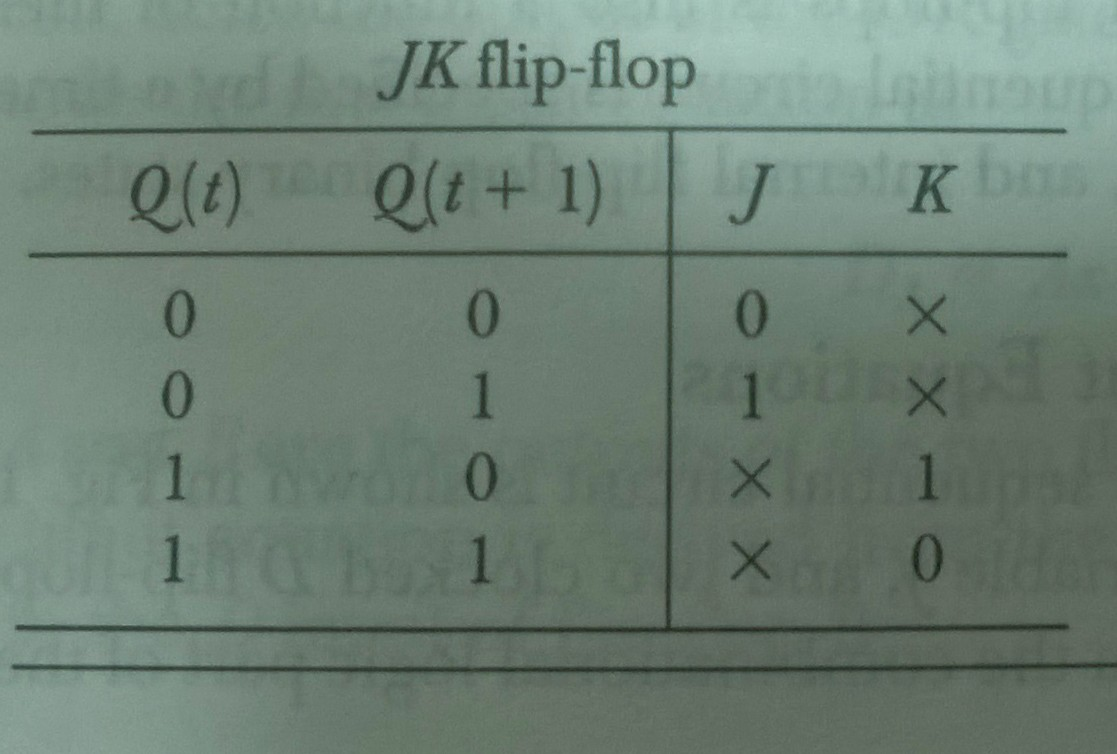 JK flip-flop
Q(t) Q(t + 1) J K
0 0 0 ×
0 1 1 ×
1 0 × 1
1 1 × 0